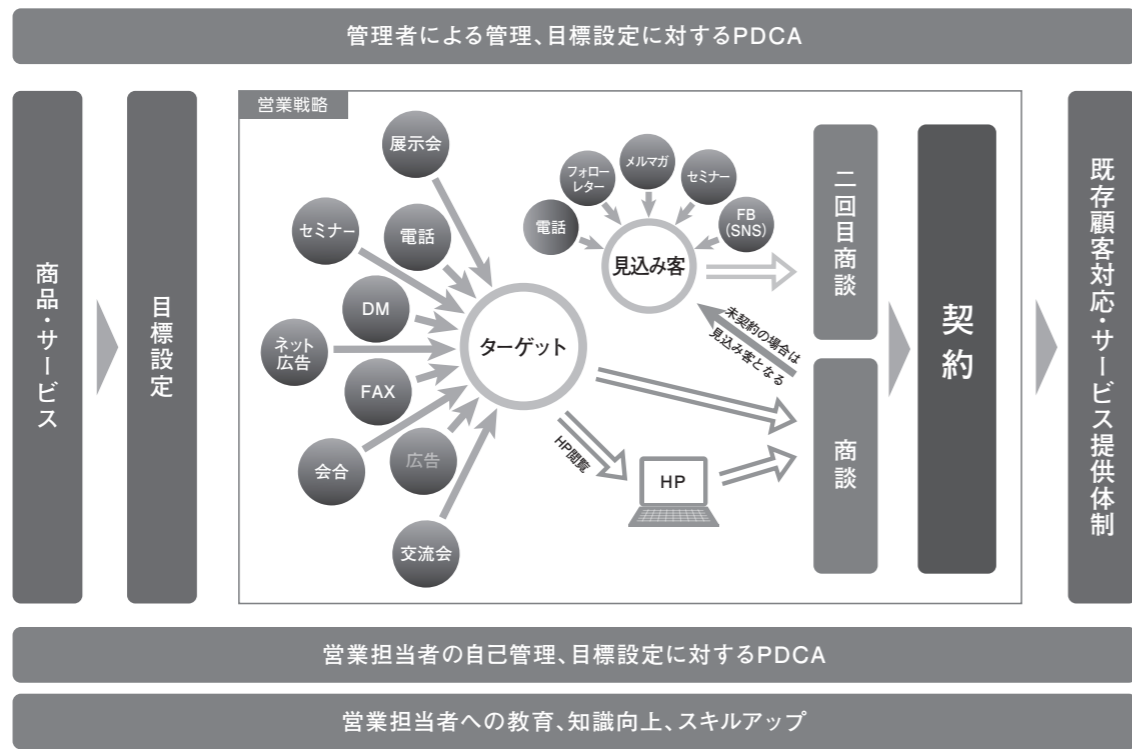 管理者による管理、目標設定に対するPDCA
商品・サービス
目標設定
営業戦略
展示会
セミナー
電話
DM
ネット
広告
FAX
会合
広告
交流会
ターゲット
電話
フォロー
レター
メルマガ
セミナー
FB
(SNS)
見込み客
未契約の場合は
見込み客となる
HP閲覧
HP
二回目商談
商談
契約
既存顧客対応・サービス提供体制
営業担当者の自己管理、目標設定に対するPDCA
営業担当者への教育、知識向上、スキルアップ